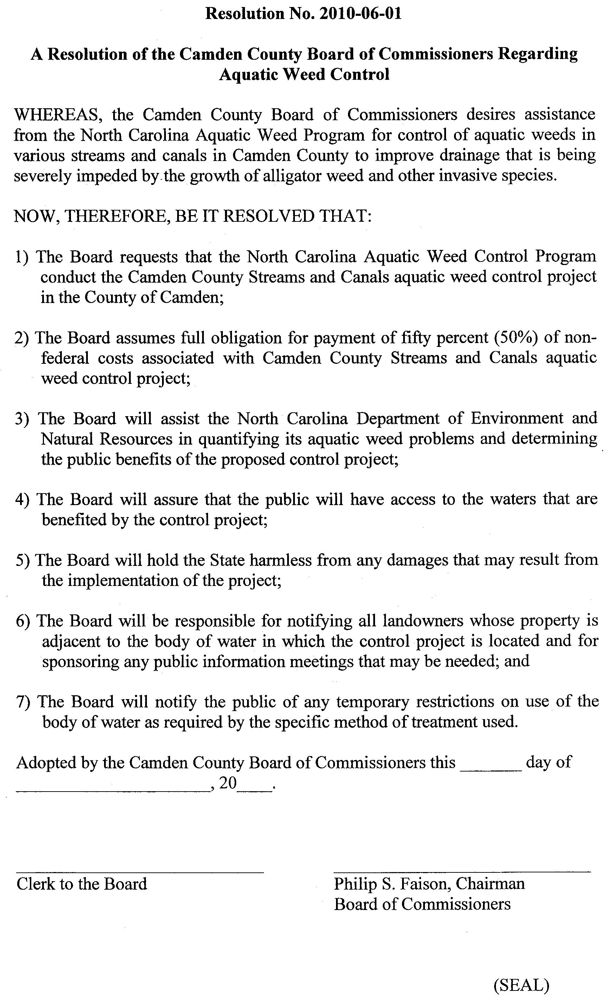 Resolution No. 2010-06-01
A Resolution of the Camden County Board of Commissioners Regarding
Aquatic Weed Control
WHEREAS, the Camden County Board of Commissioners desires assistance
from the North Carolina Aquatic Weed Program for control of aquatic weeds in
various streams and canals in Camden County to improve drainage that is being
severely impeded by the growth of alligator weed and other invasive species.
NOW, THEREFORE, BE IT RESOLVED THAT:
1) The Board requests that the North Carolina Aquatic Weed Control Program
conduct the Camden County Streams and Canals aquatic weed control project
in the County of Camden;
2) The Board assumes full obligation for payment of fifty percent (50%) of non-
federal costs associated with Camden County Streams and Canals aquatic
weed control project;
3) The Board will assist the North Carolina Department of Environment and
Natural Resources in quantifying its aquatic weed problems and determining
the public benefits of the proposed control project;
4) The Board will assure that the public will have access to the waters that are
benefited by the control project;
5) The Board will hold the State harmless from any damages that may result from
the implementation of the project;
6) The Board will be responsible for notifying all landowners whose property is
adjacent to the body of water in which the control project is located and for
sponsoring any public information meetings that may be needed; and
7) The Board will notify the public of any temporary restrictions on use of the
body of water as required by the specific method of treatment used.
Adopted by the Camden County Board of Commissioners this _______ day of
______________________, 20____.
Clerk to the Board
Philip S. Faison, Chairman
Board of Commissioners
(SEAL)